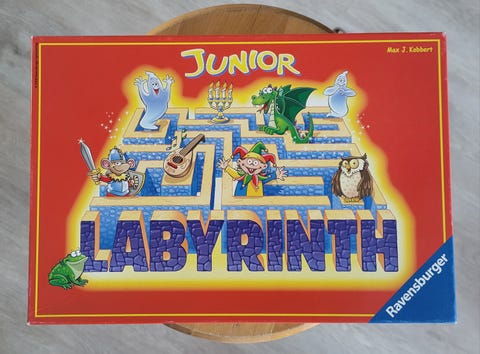 JUNIOR
Max J. Kobbert
LABYRINTH
Ravensburger